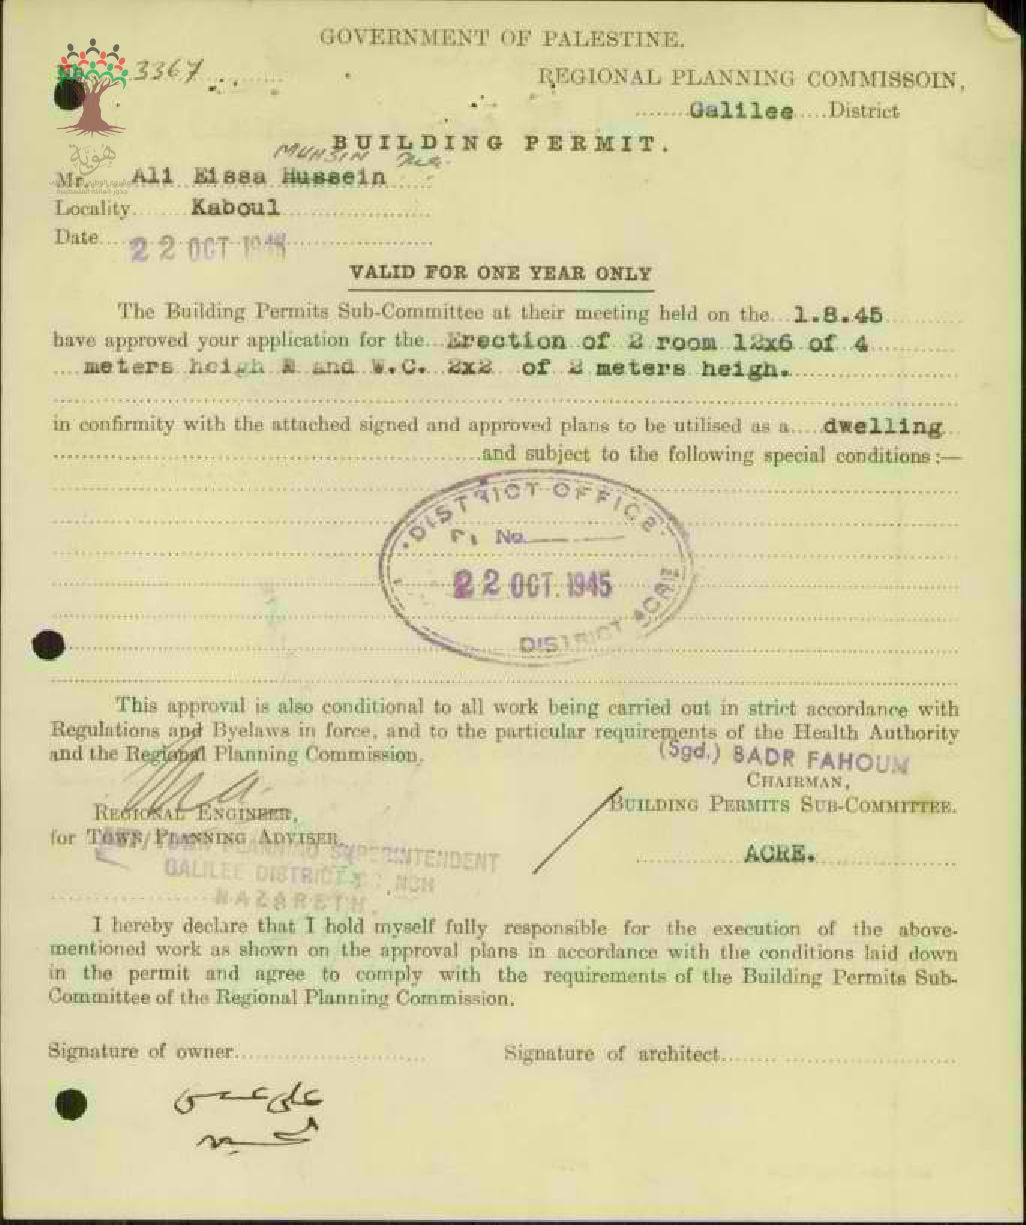 GOVERNMENT OF PALESTINE.
No. 3367
REGIONAL PLANNING COMMISSOIN,
Galilee District
هوية
BUILDING PERMIT.
MUHSIN
Mr. Ali Eissa Hussein
Locality Kaboul
Date 22 OCT 1945
VALID FOR ONE YEAR ONLY
The Building Permits Sub-Committee at their meeting held on the 1.8.45
have approved your application for the Erection of 2 room 12x6 of 4
meters heigh and W.C. 2x2 of 2 meters heigh.
in confirmity with the attached signed and approved plans to be utilised as a dwelling
and subject to the following special conditions :—
DISTRICT OFFICE
No.
22 OCT. 1945
DISTRICT ACRE
This approval is also conditional to all work being carried out in strict accordance with
Regulations and Byelaws in force, and to the particular requirements of the Health Authority
and the Regional Planning Commission.
(Sgd.) BADR FAHOUM
CHAIRMAN,
REGIONAL ENGINEER,
BUILDING PERMITS SUB-COMMITTEE.
for TOWN PLANNING ADVISER
TOWN PLANNING SUPERINTENDENT
ACRE.
GALILEE DISTRICT
NAZARETH.
I hereby declare that I hold myself fully responsible for the execution of the above-
mentioned work as shown on the approval plans in accordance with the conditions laid down
in the permit and agree to comply with the requirements of the Building Permits Sub-
Committee of the Regional Planning Commission.
Signature of owner
Signature of architect
على عيسى